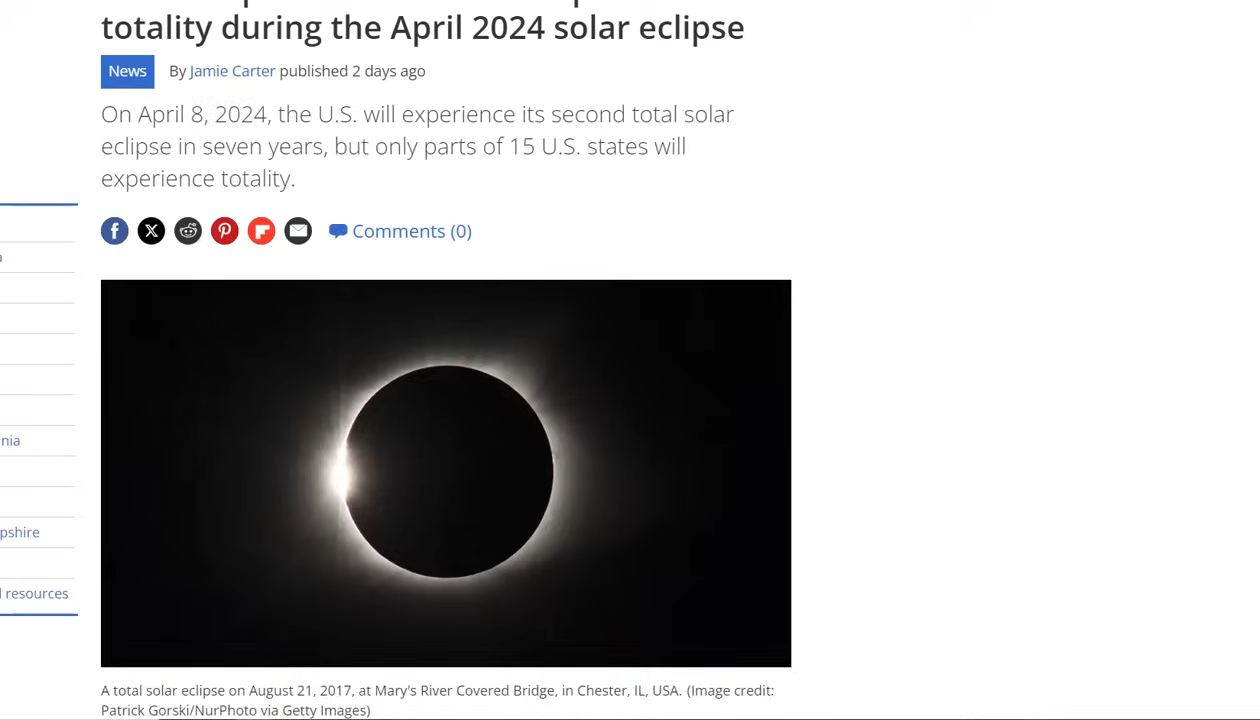 totality during the April 2024 solar eclipse
News By Jamie Carter published 2 days ago
On April 8, 2024, the U.S. will experience its second total solar
eclipse in seven years, but only parts of 15 U.S. states will
experience totality.
Comments (0)
nia
pshire
resources
A total solar eclipse on August 21, 2017, at Mary's River Covered Bridge, in Chester, IL, USA. (Image credit:
Patrick Gorski/NurPhoto via Getty Images)